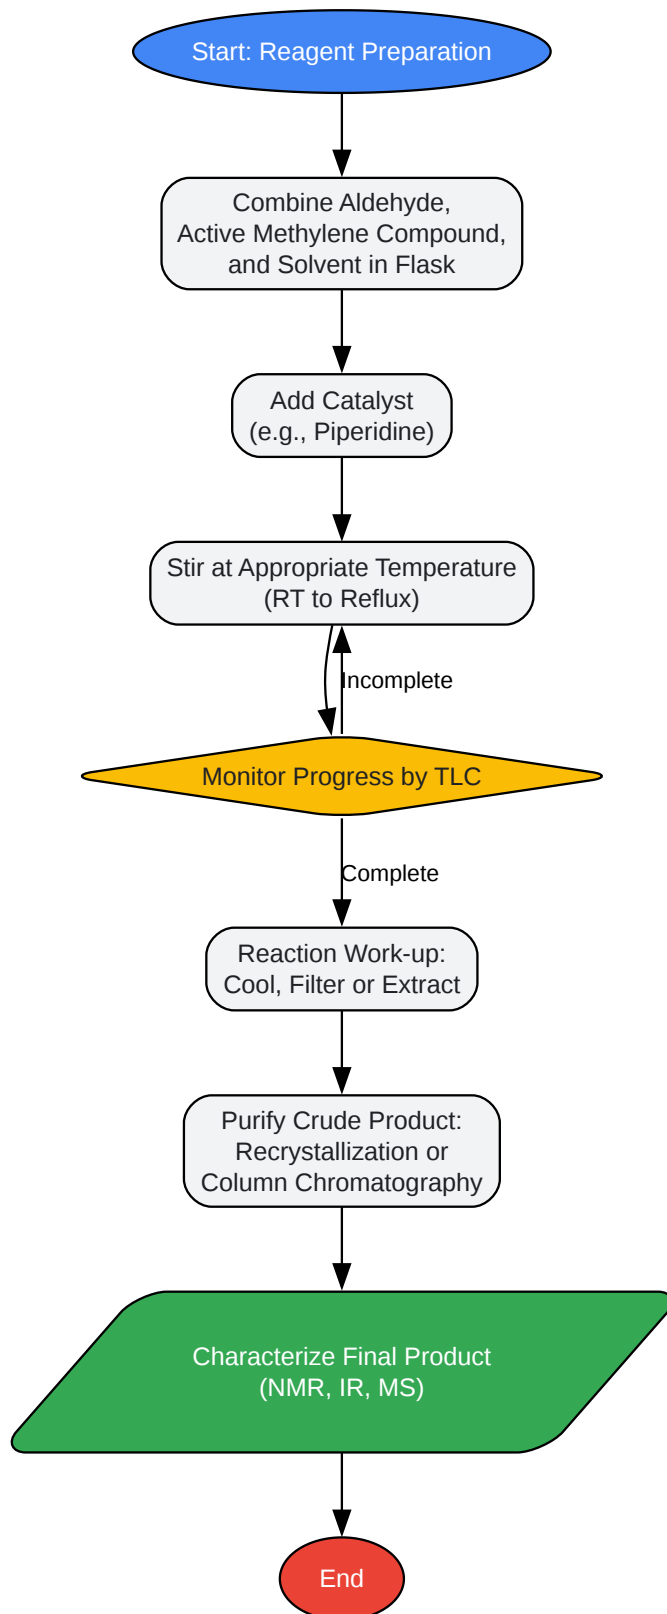 Start: Reagent Preparation
Combine Aldehyde,
Active Methylene Compound,
and Solvent in Flask
Add Catalyst
(e.g., Piperidine)
Stir at Appropriate Temperature
(RT to Reflux)
Incomplete
Monitor Progress by TLC
Complete
Reaction Work-up:
Cool, Filter or Extract
Purify Crude Product:
Recrystallization or
Column Chromatography
Characterize Final Product
(NMR, IR, MS)
End